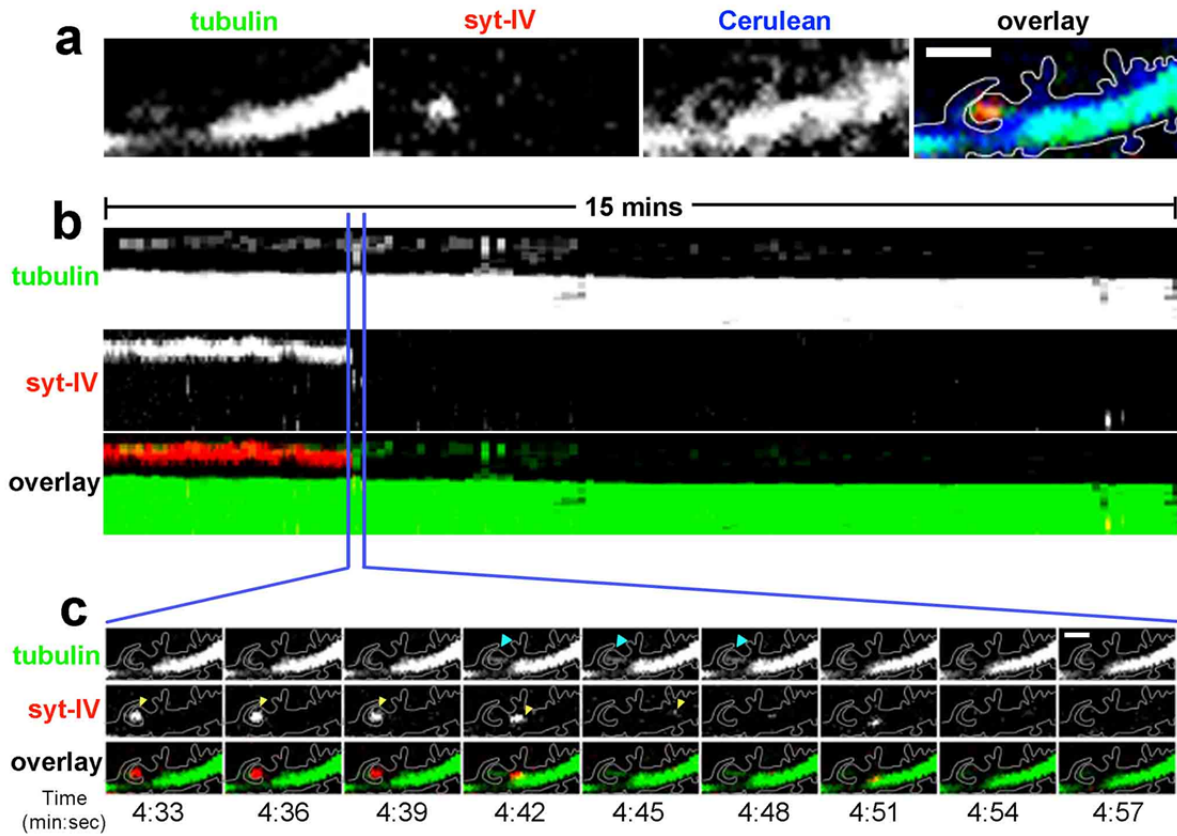 a
tubulin syt-IV Cerulean overlay
b
15 mins
tubulin
syt-IV
overlay
c
tubulin
syt-IV
overlay
Time
(min:sec)
4:33 4:36 4:39 4:42 4:45 4:48 4:51 4:54 4:57